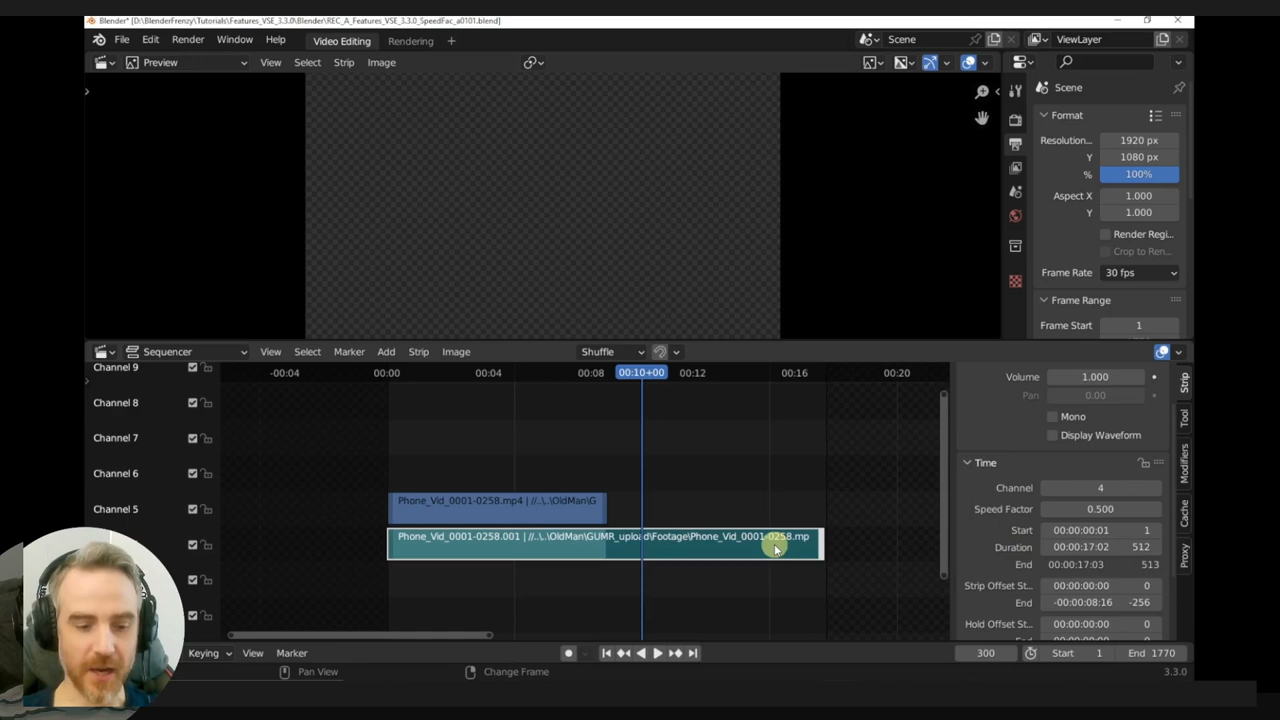 Blender* [D:\BlenderFrenzy\Tutorials\Features_VSE_3.3.0\Blender\REC_A_Features_VSE_3.3.0_SpeedFac_a0101.blend]
File Edit Render Window Help Video Editing Rendering + Scene ViewLayer
Preview View Select Strip Image
Scene
Format
Resolution... 1920 px
Y 1080 px
% 100%
Aspect X 1.000
Y 1.000
Render Regi...
Crop to Ren...
Frame Rate 30 fps
Frame Range
Frame Start 1
Sequencer View Select Marker Add Strip Image Shuffle
Channel 9 -00:04 00:00 00:04 00:08 00:10+00 00:12 00:16 00:20
Channel 8
Channel 7
Channel 6
Channel 5 Phone_Vid_0001-0258.mp4 | //..\..\OldMan\G
Phone_Vid_0001-0258.001 | //..\..\OldMan\GUMR_upload\Footage\Phone_Vid_0001-0258.mp
Volume 1.000
Pan 0.00
Mono
Display Waveform
Time
Channel 4
Speed Factor 0.500
Start 00:00:00:01 1
Duration 00:00:17:02 512
End 00:00:17:03 513
Strip Offset St... 00:00:00:00 0
End -00:00:08:16 -256
Hold Offset St... 00:00:00:00 0
Strip
Tool
Modifiers
Cache
Proxy
Keying View Marker 300 Start 1 End 1770
Pan View Change Frame 3.3.0